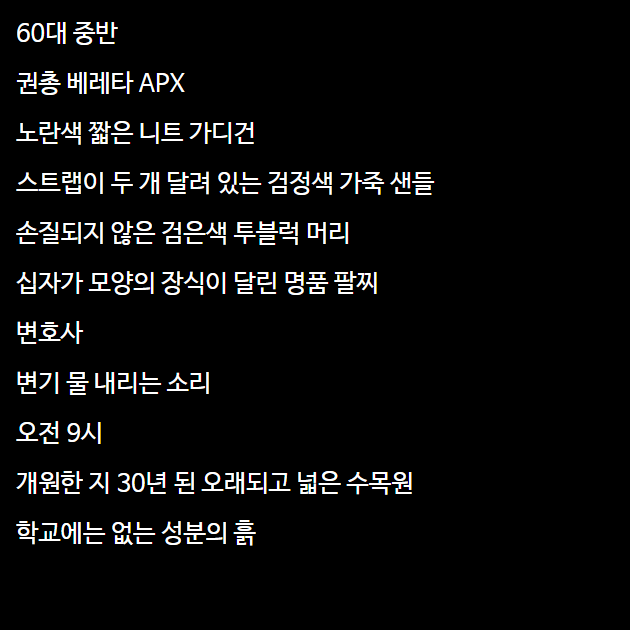 60대 중반
권총 베레타 APX
노란색 짧은 니트 가디건
스트랩이 두 개 달려 있는 검정색 가죽 샌들
손질되지 않은 검은색 투블럭 머리
십자가 모양의 장식이 달린 명품 팔찌
변호사
변기 물 내리는 소리
오전 9시
개원한 지 30년 된 오래되고 넓은 수목원
학교에는 없는 성분의 흙